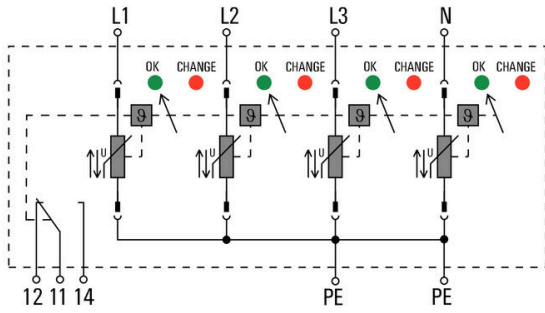 L1 L2 L3 N
OK CHANGE OK CHANGE OK CHANGE OK CHANGE
ϑ ϑ ϑ ϑ
U U U U
12 11 14 PE PE